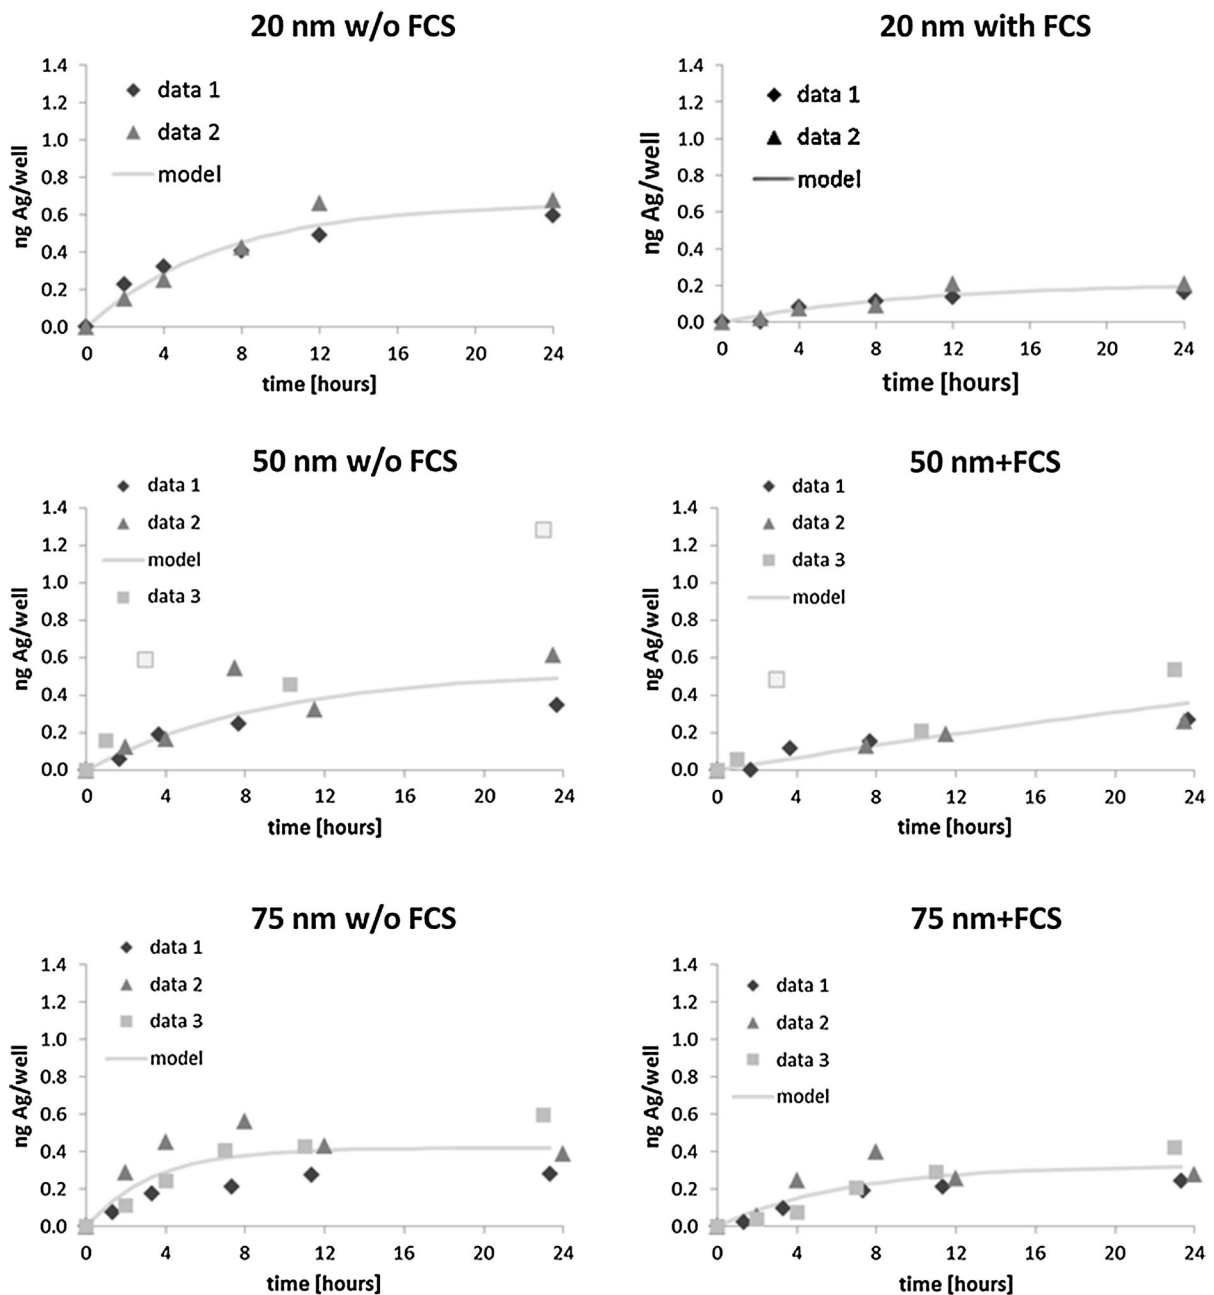 20 nm w/o FCS
1.4
1.2
1.0
0.8
0.6
0.4
0.2
0.0
ng Ag/well
data 1
data 2
model
0 4 8 12 16 20 24
time [hours]
20 nm with FCS
1.4
1.2
1.0
0.8
0.6
0.4
0.2
0.0
ng Ag/well
data 1
data 2
model
0 4 8 12 16 20 24
time [hours]
50 nm w/o FCS
data 1
data 2
model
data 3
1.4
1.2
1.0
0.8
0.6
0.4
0.2
0.0
ng Ag/well
0 4 8 12 16 20 24
time [hours]
50 nm+FCS
data 1
data 2
data 3
model
1.4
1.2
1.0
0.8
0.6
0.4
0.2
0.0
ng Ag/well
0 4 8 12 16 20 24
time [hours]
75 nm w/o FCS
data 1
data 2
data 3
model
1.4
1.2
1.0
0.8
0.6
0.4
0.2
0.0
ng Ag/well
0 4 8 12 16 20 24
time [hours]
75 nm+FCS
data 1
data 2
data 3
model
1.4
1.2
1.0
0.8
0.6
0.4
0.2
0.0
ng Ag/well
0 4 8 12 16 20 24
time [hours]